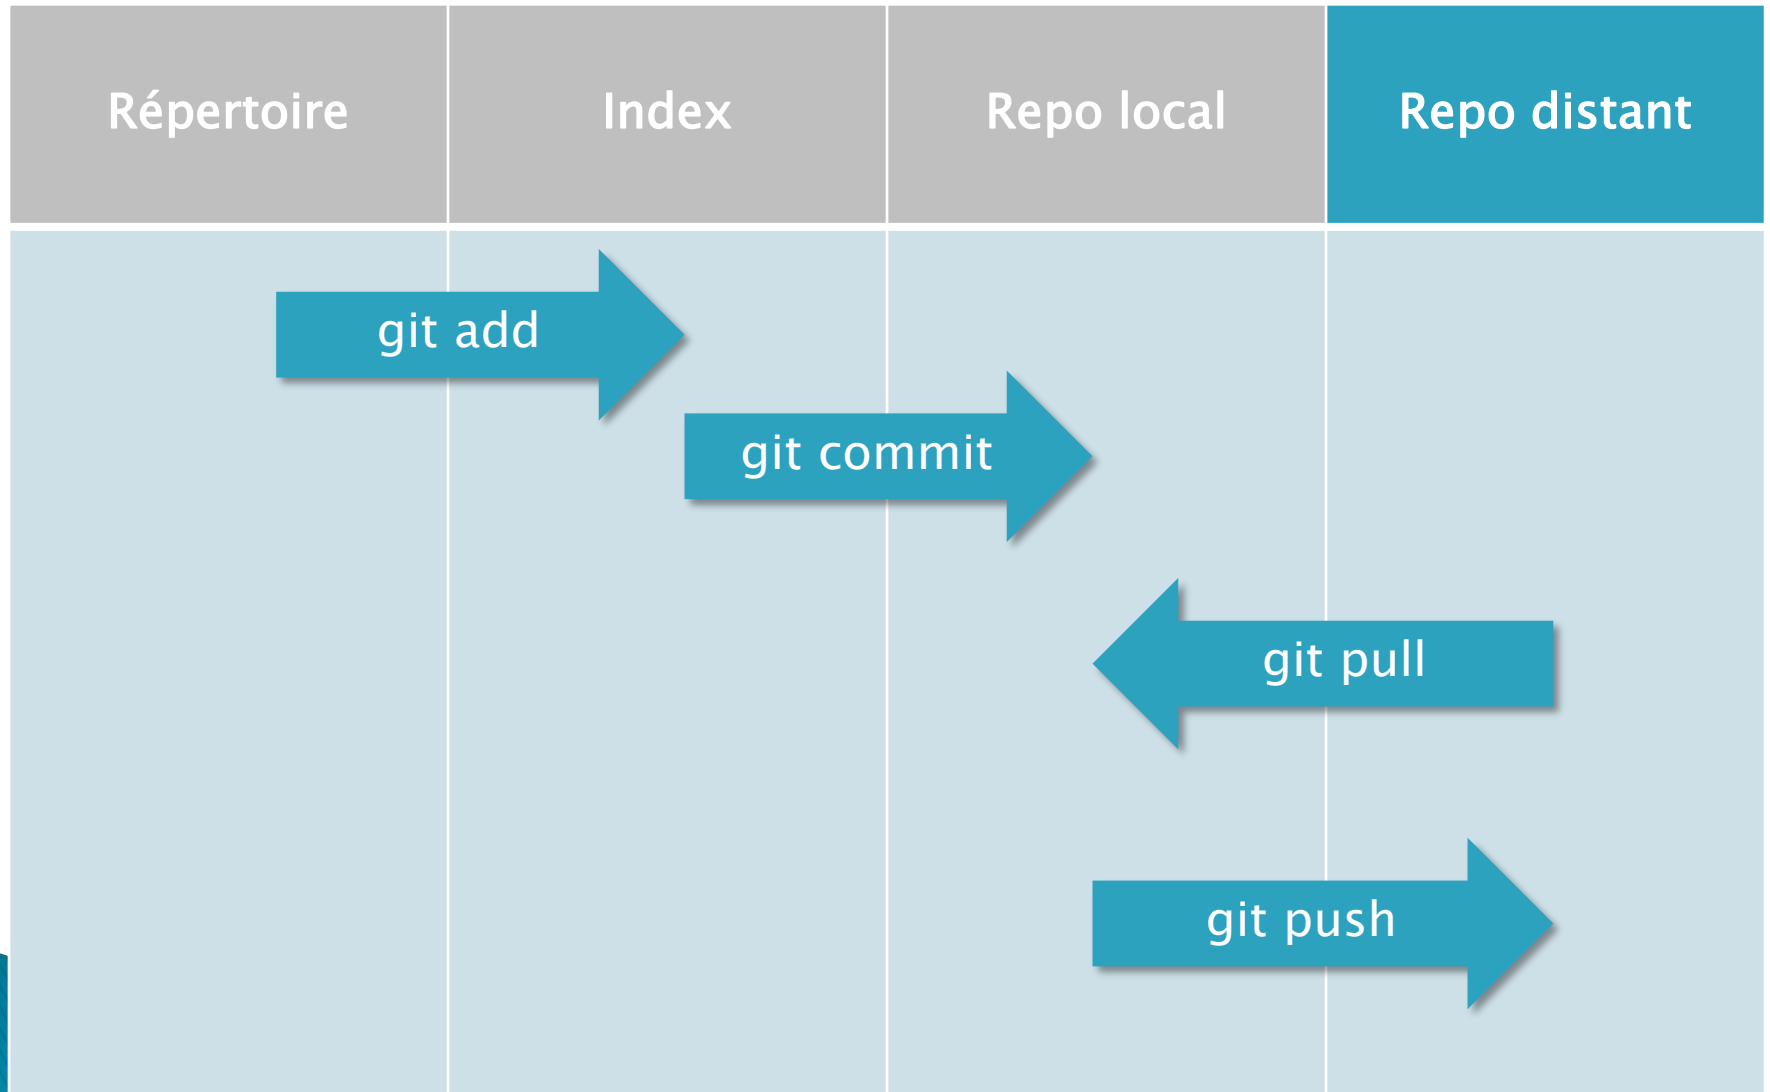 Répertoire
Index
Repo local
Repo distant
git add
git commit
git pull
git push